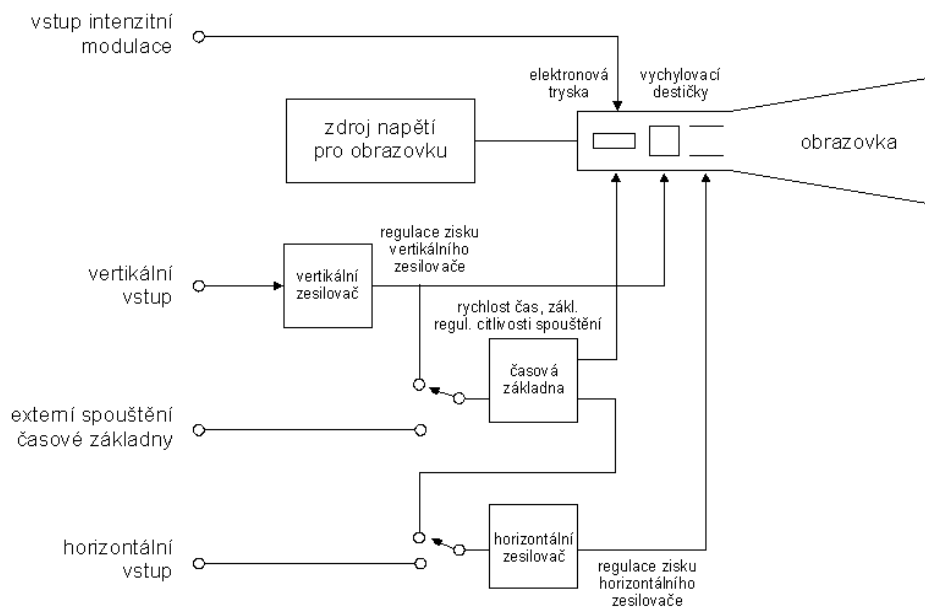 vstup intenzitní
modulace
elektronová
tryska
vychylovací
destičky
zdroj napětí
pro obrazovku
obrazovka
regulace zisku
vertikálního
zesilovače
vertikální
vstup
vertikální
zesilovač
rychlost čas, zákl.
regul. citlivosti spouštění
časová
základna
externí spouštění
časové základny
horizontální
vstup
horizontální
zesilovač
regulace zisku
horizontálního
zesilovače